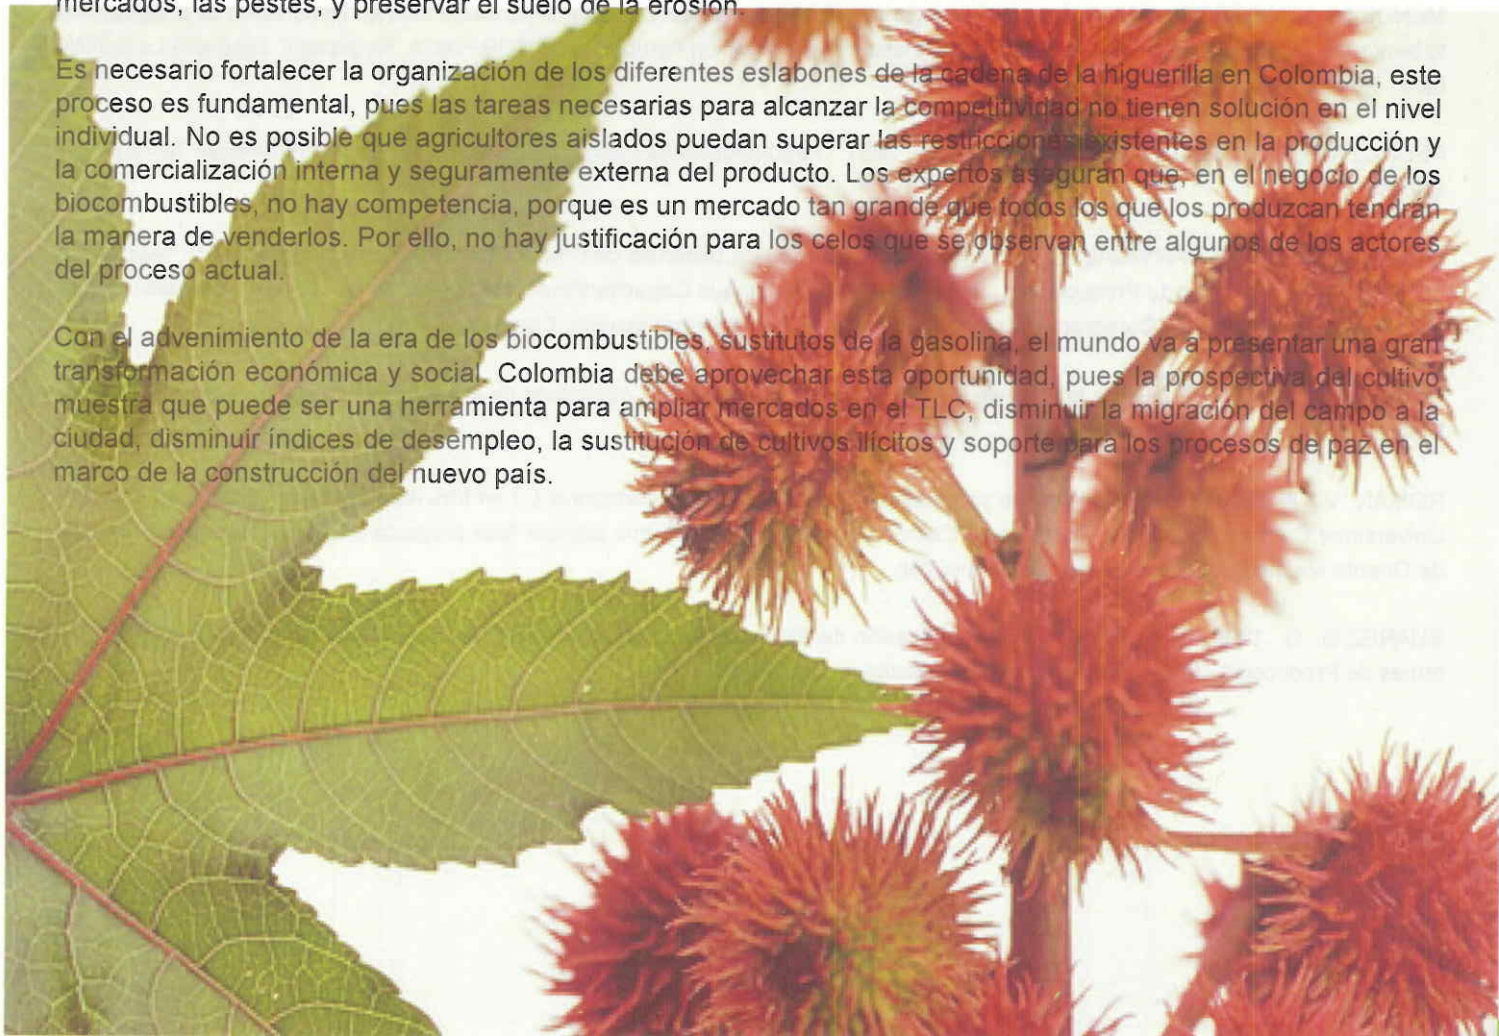 mercados, las pestes, y preservar el suelo de la erosión.
Es necesario fortalecer la organización de los diferentes eslabones de la cadena de la higuerilla en Colombia, este
proceso es fundamental, pues las tareas necesarias para alcanzar la competitividad no tienen solución en el nivel
individual. No es posible que agricultores aislados puedan superar las restricciones existentes en la producción y
la comercialización interna y seguramente externa del producto. Los expertos aseguran que, en el negocio de los
biocombustibles, no hay competencia, porque es un mercado tan grande que todos los que los produzcan tendrán
la manera de venderlos. Por ello, no hay justificación para los celos que se observan entre algunos de los actores
del proceso actual.
Con el advenimiento de la era de los biocombustibles, sustitutos de la gasolina, el mundo va a presentar una gran
transformación económica y social. Colombia debe aprovechar esta oportunidad, pues la prospectiva del cultivo
muestra que puede ser una herramienta para ampliar mercados en el TLC, disminuir la migración del campo a la
ciudad, disminuir índices de desempleo, la sustitución de cultivos ilícitos y soporte para los procesos de paz en el
marco de la construcción del nuevo país.